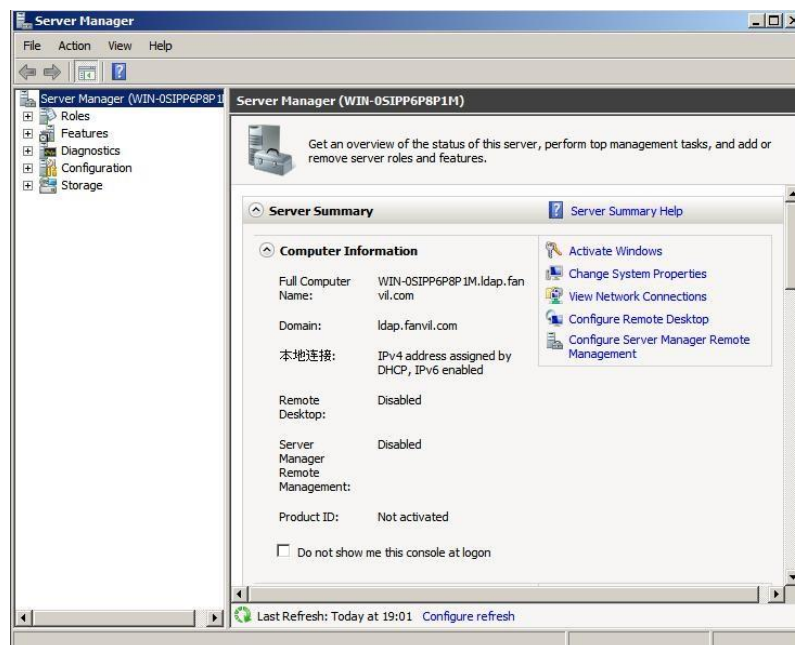 Server Manager
File Action View Help
Server Manager (WIN-0SIPP6P8P1
Roles
Features
Diagnostics
Configuration
Storage
Server Manager (WIN-0SIPP6P8P1M)
Get an overview of the status of this server, perform top management tasks, and add or
remove server roles and features.
Server Summary
Server Summary Help
Computer Information
Full Computer
Name:
WIN-0SIPP6P8P1M.ldap.fan
vil.com
Domain:
ldap.fanvil.com
本地连接:
IPv4 address assigned by
DHCP, IPv6 enabled
Remote
Desktop:
Disabled
Server
Manager
Remote
Management:
Disabled
Product ID:
Not activated
Do not show me this console at logon
Activate Windows
Change System Properties
View Network Connections
Configure Remote Desktop
Configure Server Manager Remote
Management
Last Refresh: Today at 19:01 Configure refresh